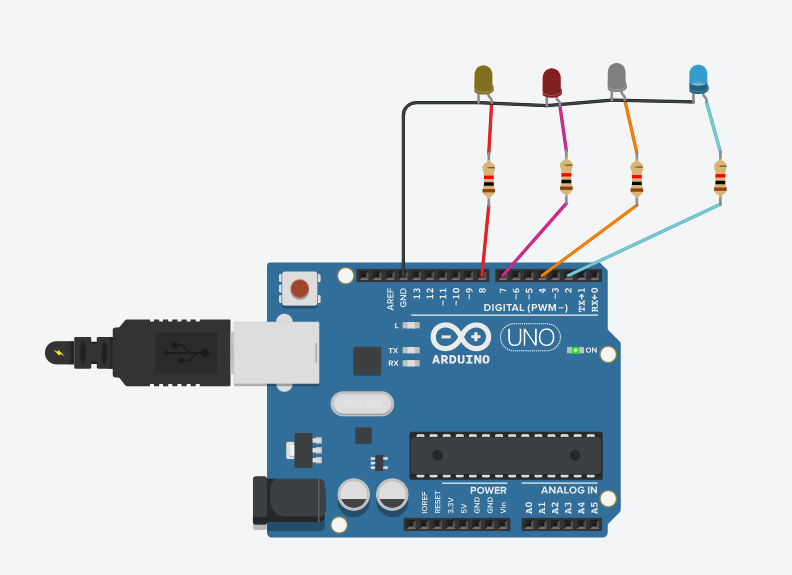 AREF
GND
13
12
~11
~10
~9
8
7
~6
~5
4
~3
2
TX→1
RX←0
DIGITAL (PWM~)
L
TX
RX
UNO
ON
ARDUINO
POWER
ANALOG IN
IOREF
RESET
3.3V
5V
GND
GND
Vin
A0
A1
A2
A3
A4
A5